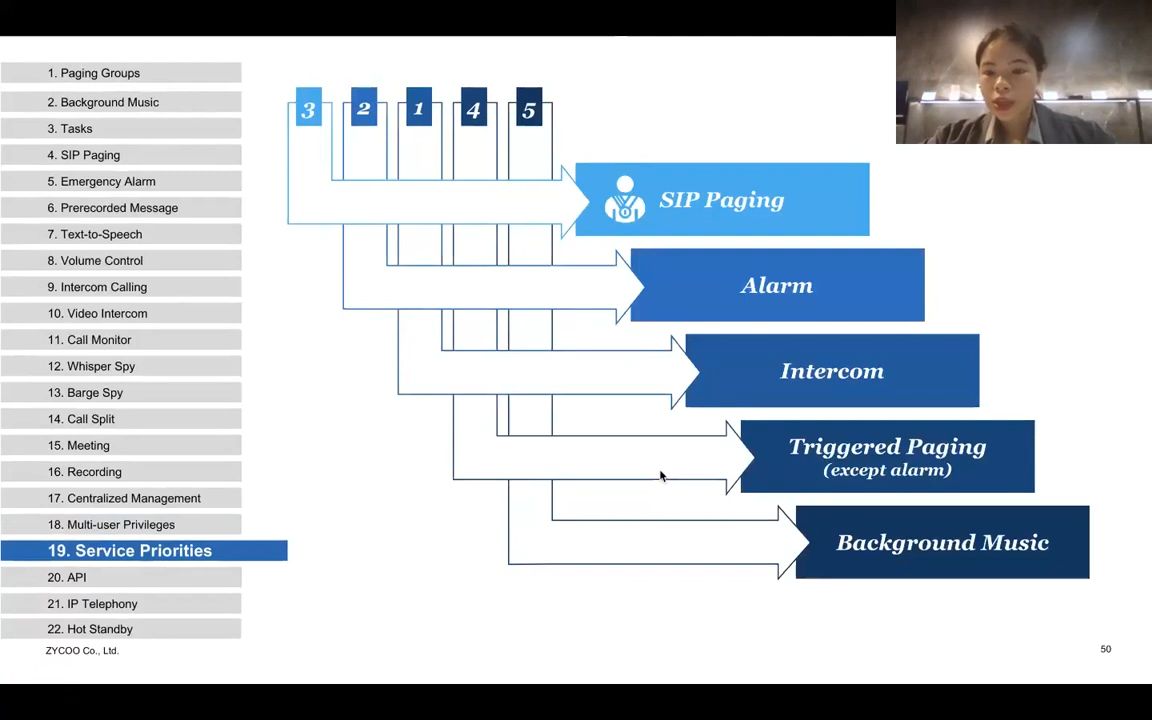 1. Paging Groups
2. Background Music
3. Tasks
4. SIP Paging
5. Emergency Alarm
6. Prerecorded Message
7. Text-to-Speech
8. Volume Control
9. Intercom Calling
10. Video Intercom
11. Call Monitor
12. Whisper Spy
13. Barge Spy
14. Call Split
15. Meeting
16. Recording
17. Centralized Management
18. Multi-user Privileges
19. Service Priorities
20. API
21. IP Telephony
22. Hot Standby
ZYCOO Co., Ltd.
3 2 1 4 5
SIP Paging
Alarm
Intercom
Triggered Paging
(except alarm)
Background Music
50